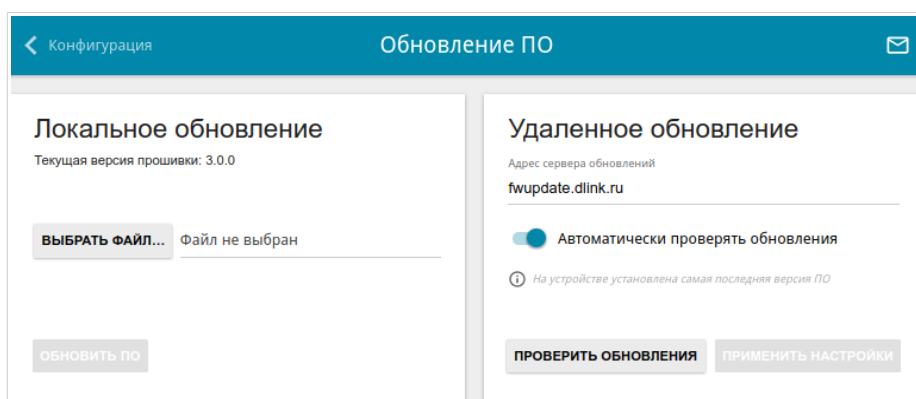 Конфигурация
Обновление ПО
Локальное обновление
Текущая версия прошивки: 3.0.0
ВЫБРАТЬ ФАЙЛ...
Файл не выбран
ОБНОВИТЬ ПО
Удаленное обновление
Адрес сервера обновлений
fwupdate.dlink.ru
Автоматически проверять обновления
На устройстве установлена самая последняя версия ПО
ПРОВЕРИТЬ ОБНОВЛЕНИЯ
ПРИМЕНИТЬ НАСТРОЙКИ